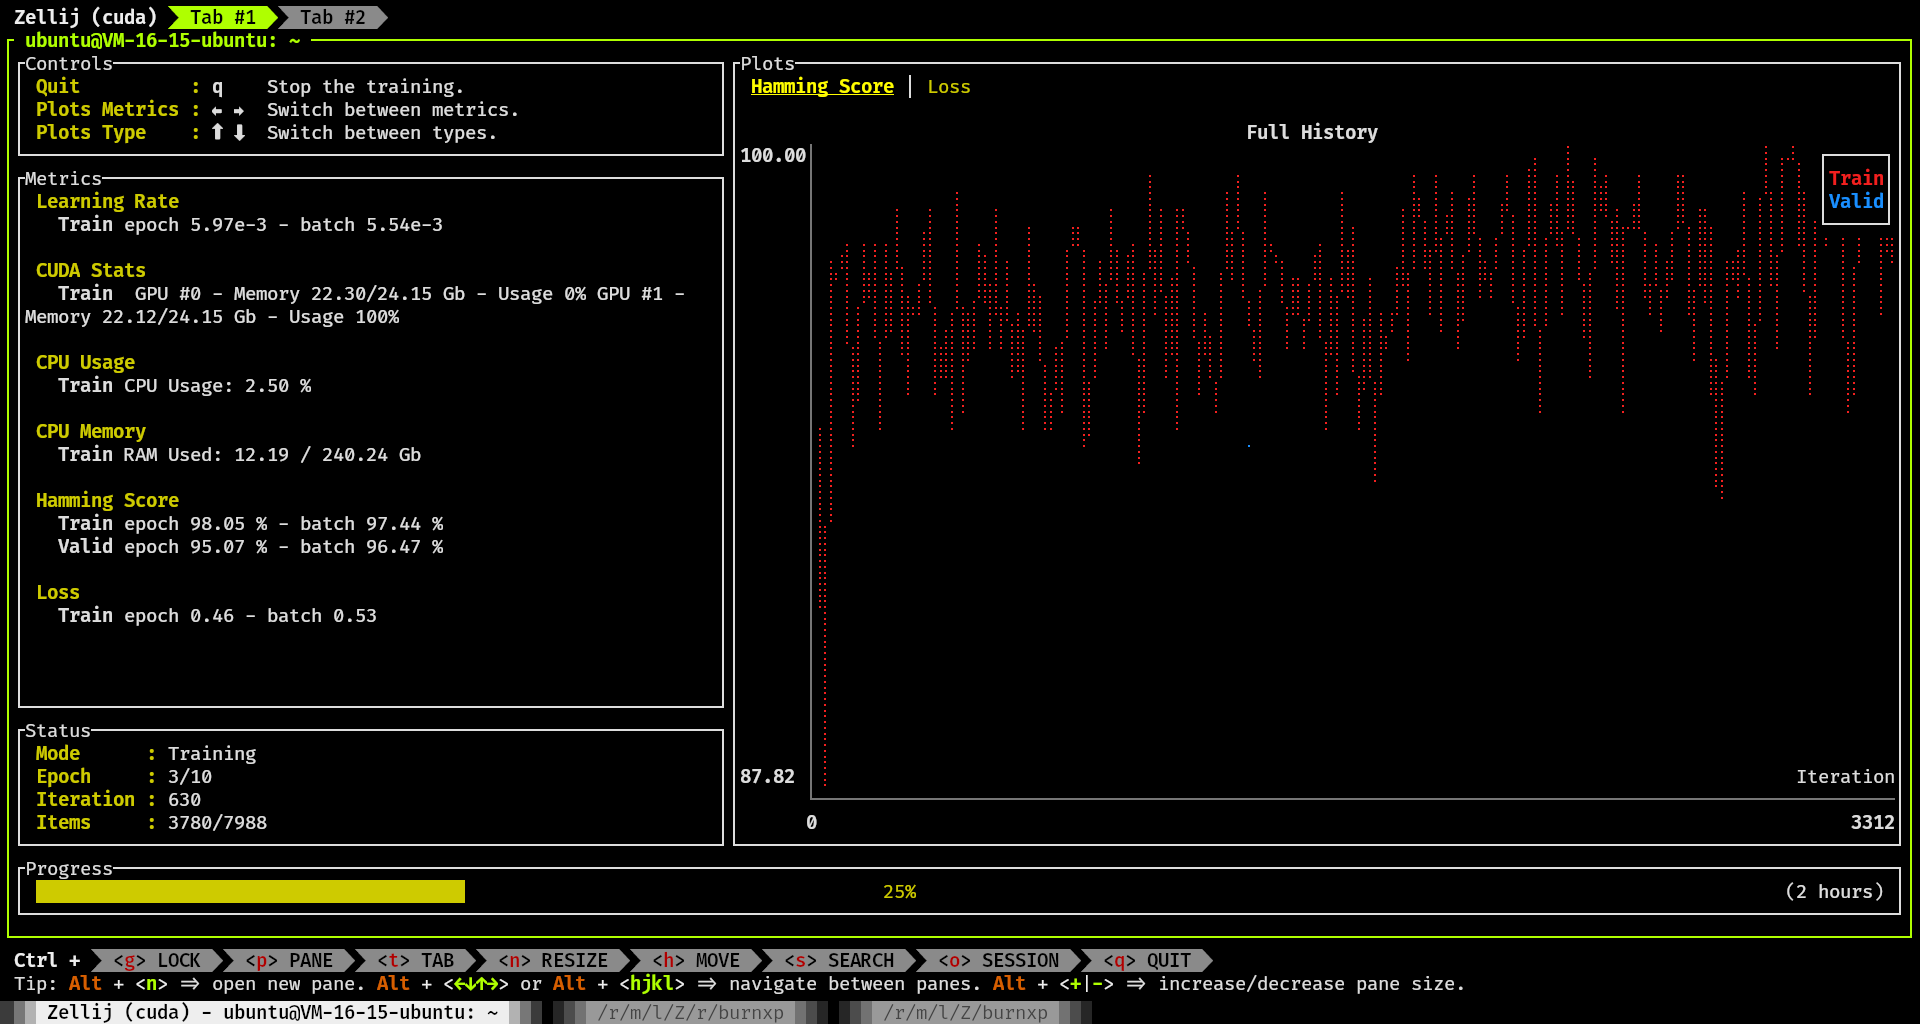 Zellij (cuda) Tab #1 Tab #2
ubuntu@VM-16-15-ubuntu: ~
Controls
Quit : q Stop the training.
Plots Metrics : ← → Switch between metrics.
Plots Type : ⬆ ⬇ Switch between types.
Metrics
Learning Rate
Train epoch 5.97e-3 - batch 5.54e-3
CUDA Stats
Train GPU #0 - Memory 22.30/24.15 Gb - Usage 0% GPU #1 -
Memory 22.12/24.15 Gb - Usage 100%
CPU Usage
Train CPU Usage: 2.50 %
CPU Memory
Train RAM Used: 12.19 / 240.24 Gb
Hamming Score
Train epoch 98.05 % - batch 97.44 %
Valid epoch 95.07 % - batch 96.47 %
Loss
Train epoch 0.46 - batch 0.53
Status
Mode : Training
Epoch : 3/10
Iteration : 630
Items : 3780/7988
Plots
Hamming Score | Loss
Full History
100.00
Train
Valid
87.82
Iteration
0 3312
Progress
25% (2 hours)
Ctrl + <g> LOCK <p> PANE <t> TAB <n> RESIZE <h> MOVE <s> SEARCH <o> SESSION <q> QUIT
Tip: Alt + <n> ⇒ open new pane. Alt + <←↓↑→> or Alt + <hjkl> ⇒ navigate between panes. Alt + <+|-> ⇒ increase/decrease pane size.
Zellij (cuda) - ubuntu@VM-16-15-ubuntu: ~ /r/m/l/Z/r/burnxp /r/m/l/Z/burnxp